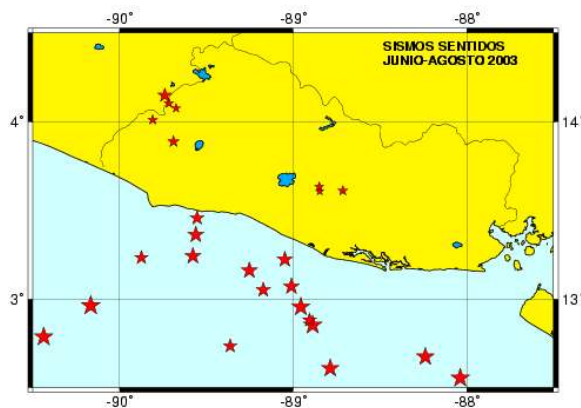 -90 -89 -88
SISMOS SENTIDOS
JUNIO-AGOSTO 2003
4 14
3 13
-90 -89 -88